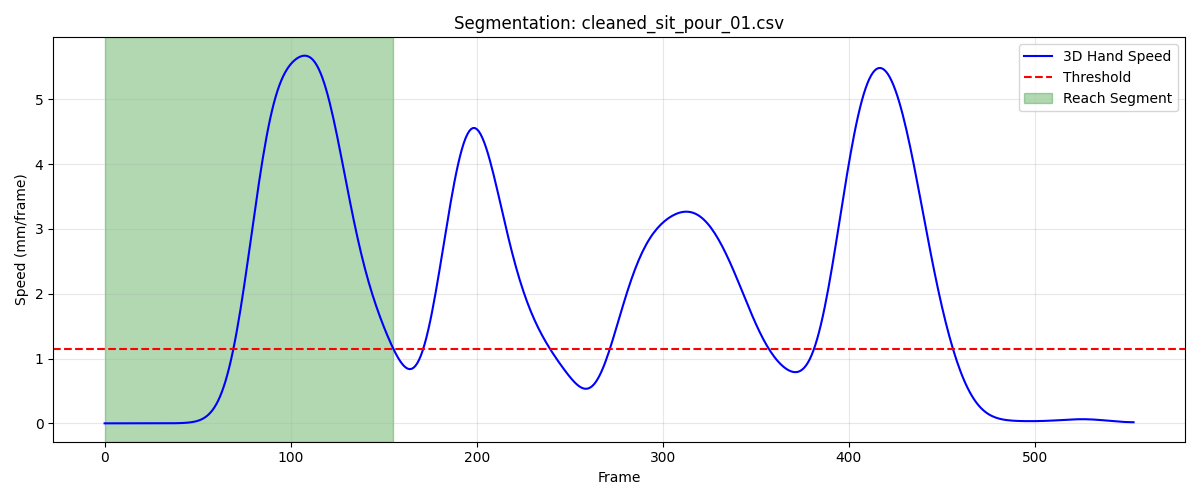 Segmentation: cleaned_sit_pour_01.csv
3D Hand Speed
Threshold
Reach Segment
Speed (mm/frame)
5
4
3
2
1
0
0 100 200 300 400 500
Frame